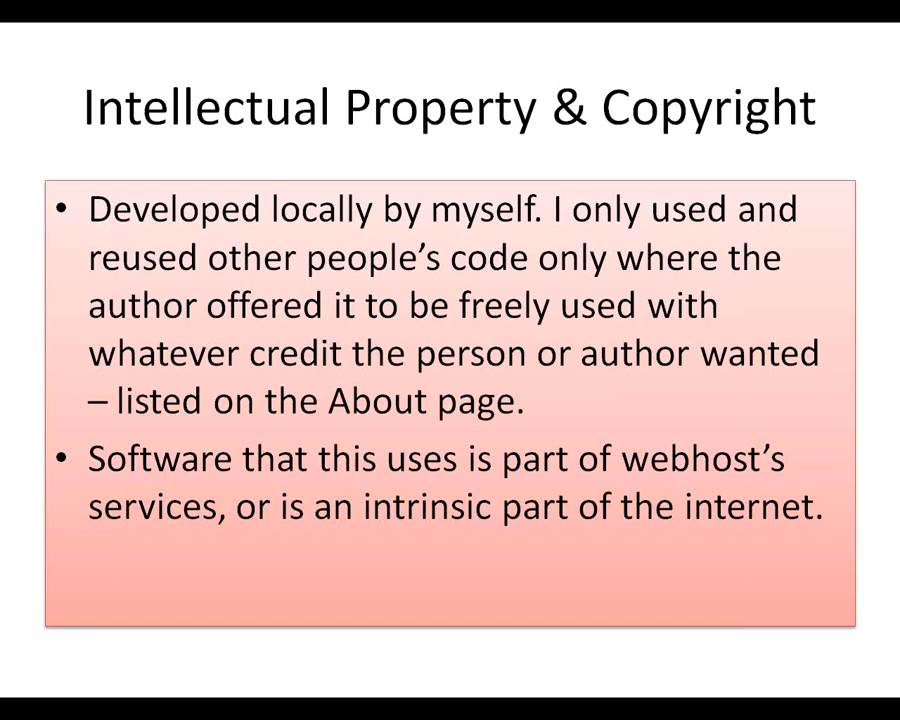 Intellectual Property & Copyright
• Developed locally by myself. I only used and
reused other people’s code only where the
author offered it to be freely used with
whatever credit the person or author wanted
– listed on the About page.
• Software that this uses is part of webhost’s
services, or is an intrinsic part of the internet.